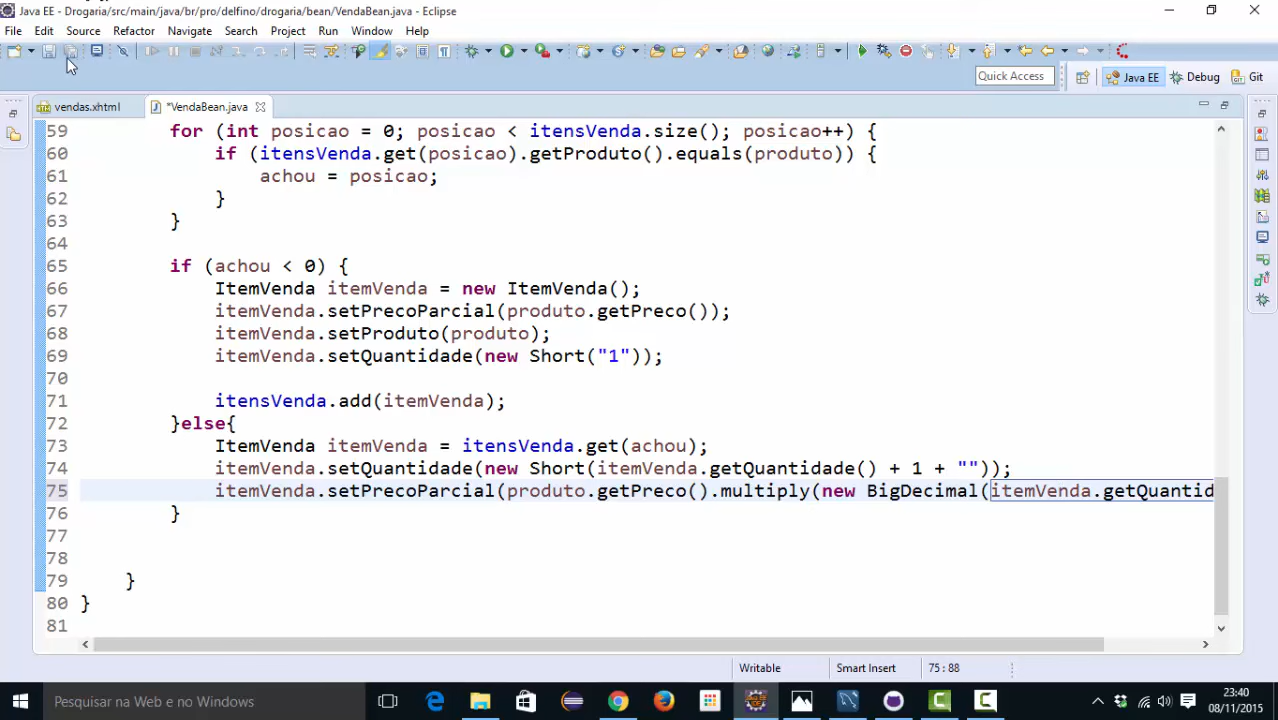 Java EE - Drogaria/src/main/java/br/pro/delfino/drogaria/bean/VendaBean.java - Eclipse
File Edit Source Refactor Navigate Search Project Run Window Help
Quick Access
Java EE
Debug
Git
vendas.xhtml
*VendaBean.java
59 for (int posicao = 0; posicao < itensVenda.size(); posicao++) {
60 if (itensVenda.get(posicao).getProduto().equals(produto)) {
61 achou = posicao;
62 }
63 }
64
65 if (achou < 0) {
66 ItemVenda itemVenda = new ItemVenda();
67 itemVenda.setPrecoParcial(produto.getPreco());
68 itemVenda.setProduto(produto);
69 itemVenda.setQuantidade(new Short("1"));
70
71 itensVenda.add(itemVenda);
72 }else{
73 ItemVenda itemVenda = itensVenda.get(achou);
74 itemVenda.setQuantidade(new Short(itemVenda.getQuantidade() + 1 + ""));
75 itemVenda.setPrecoParcial(produto.getPreco().multiply(new BigDecimal(itemVenda.getQuantid
76 }
77
78
79 }
80 }
81
Writable Smart Insert 75 : 88
Pesquisar na Web e no Windows
23:40
08/11/2015